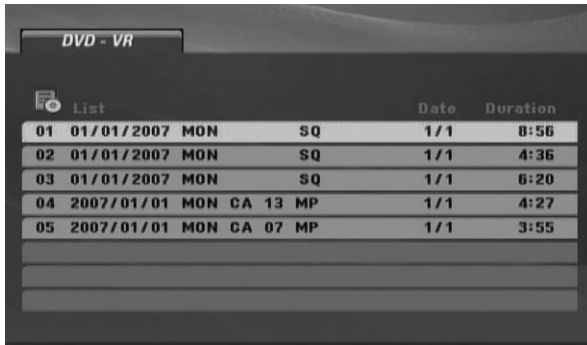 DVD - VR
List Date Duration
01 01/01/2007 MON SQ 1/1 8:56
02 01/01/2007 MON SQ 1/1 4:36
03 01/01/2007 MON SQ 1/1 6:20
04 2007/01/01 MON CA 13 MP 1/1 4:27
05 2007/01/01 MON CA 07 MP 1/1 3:55